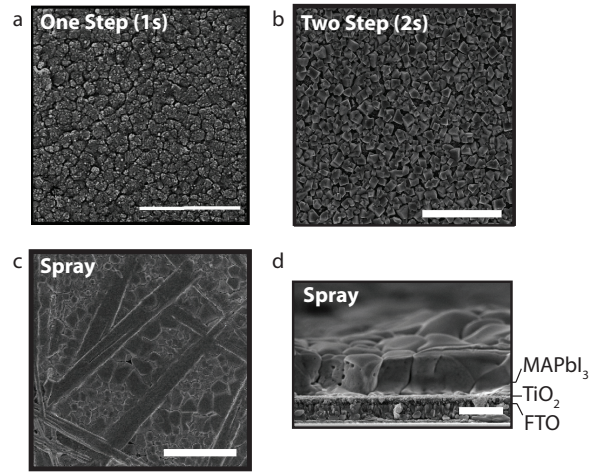 a
One Step (1s)
b
Two Step (2s)
c
Spray
d
Spray
MAPbI₃
TiO₂
FTO